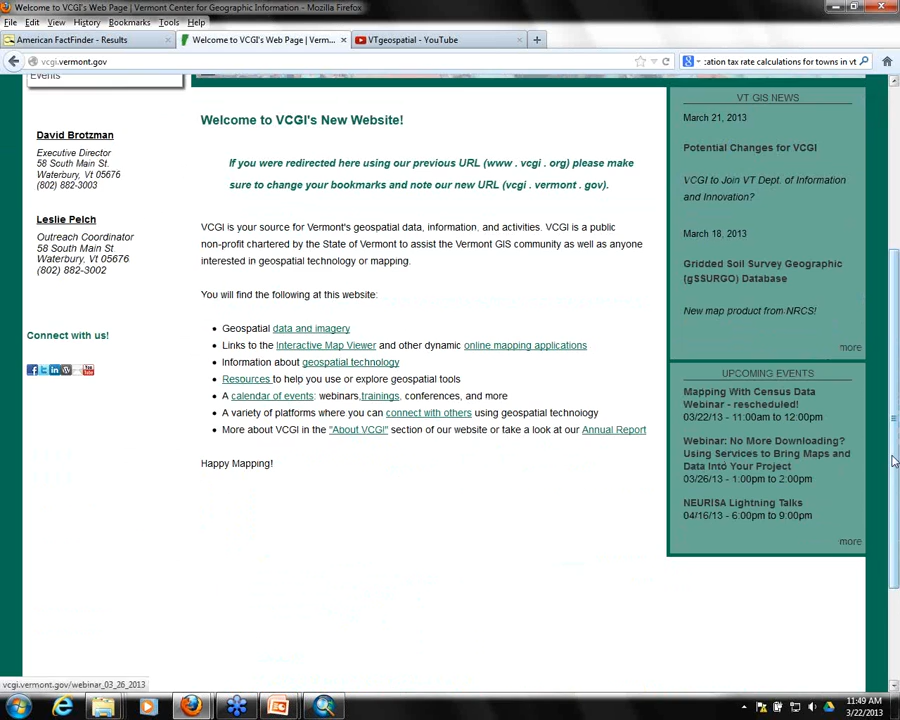 Welcome to VCGI's Web Page | Vermont Center for Geographic Information - Mozilla Firefox
File Edit View History Bookmarks Tools Help
American FactFinder - Results
Welcome to VCGI's Web Page | Verm...
VTgeospatial - YouTube
vcgi.vermont.gov
:ation tax rate calculations for towns in vt
Events
David Brotzman
Executive Director
58 South Main St.
Waterbury, Vt 05676
(802) 882-3003
Leslie Pelch
Outreach Coordinator
58 South Main St
Waterbury, Vt 05676
(802) 882-3002
Connect with us!
Welcome to VCGI's New Website!
If you were redirected here using our previous URL (www . vcgi . org) please make
sure to change your bookmarks and note our new URL (vcgi . vermont . gov).
VCGI is your source for Vermont's geospatial data, information, and activities. VCGI is a public
non-profit chartered by the State of Vermont to assist the Vermont GIS community as well as anyone
interested in geospatial technology or mapping.
You will find the following at this website:
Geospatial data and imagery
Links to the Interactive Map Viewer and other dynamic online mapping applications
Information about geospatial technology
Resources to help you use or explore geospatial tools
A calendar of events: webinars,trainings, conferences, and more
A variety of platforms where you can connect with others using geospatial technology
More about VCGI in the "About VCGI" section of our website or take a look at our Annual Report
Happy Mapping!
VT GIS NEWS
March 21, 2013
Potential Changes for VCGI
VCGI to Join VT Dept. of Information
and Innovation?
March 18, 2013
Gridded Soil Survey Geographic
(gSSURGO) Database
New map product from NRCS!
more
UPCOMING EVENTS
Mapping With Census Data
Webinar - rescheduled!
03/22/13 - 11:00am to 12:00pm
Webinar: No More Downloading?
Using Services to Bring Maps and
Data Into Your Project
03/26/13 - 1:00pm to 2:00pm
NEURISA Lightning Talks
04/16/13 - 6:00pm to 9:00pm
more
vcgi.vermont.gov/webinar_03_26_2013
11:49 AM
3/22/2013